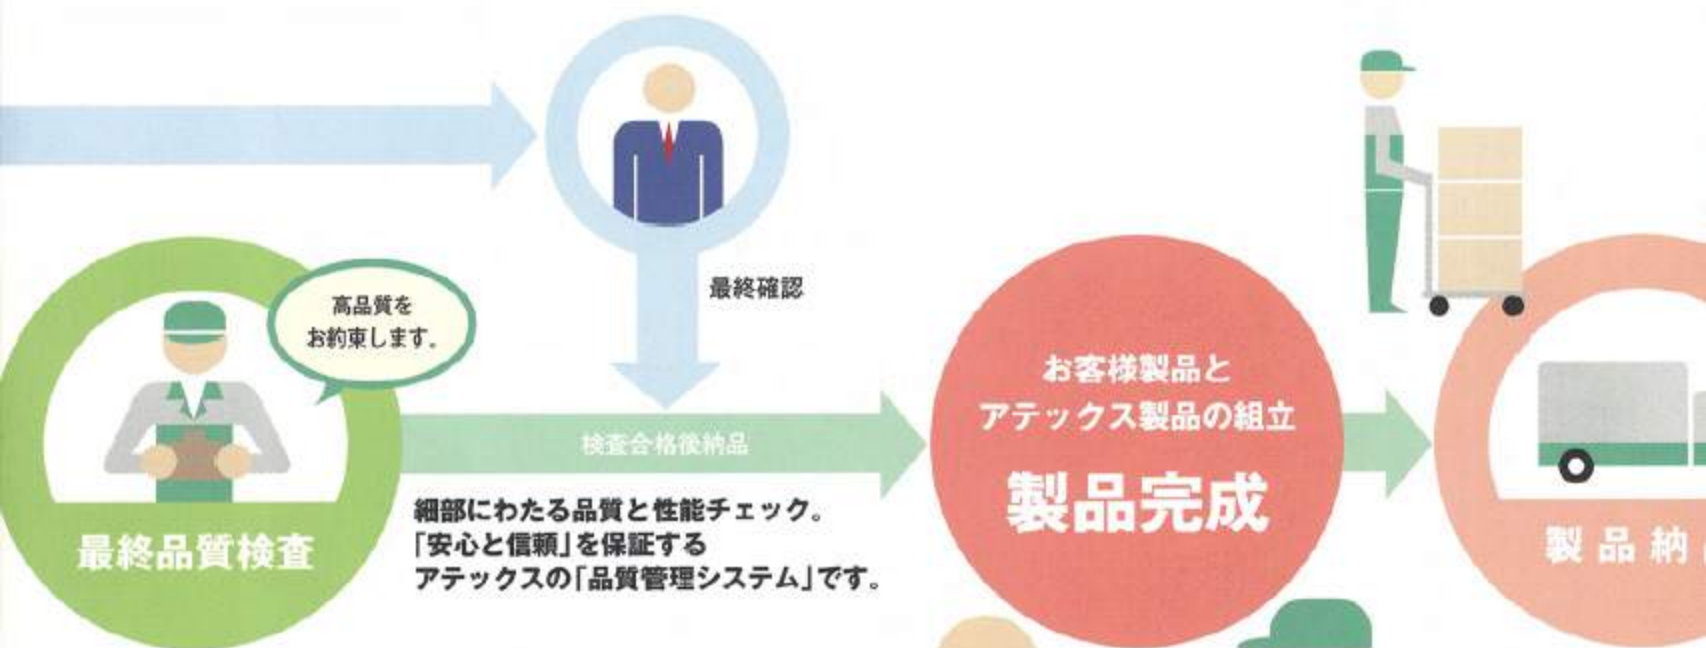 高品質を
お約束します。
最終確認
検査合格後納品
最終品質検査
細部にわたる品質と性能チェック。
「安心と信頼」を保証する
アテックスの「品質管理システム」です。
お客様製品と
アテックス製品の組立
製品完成
製品納